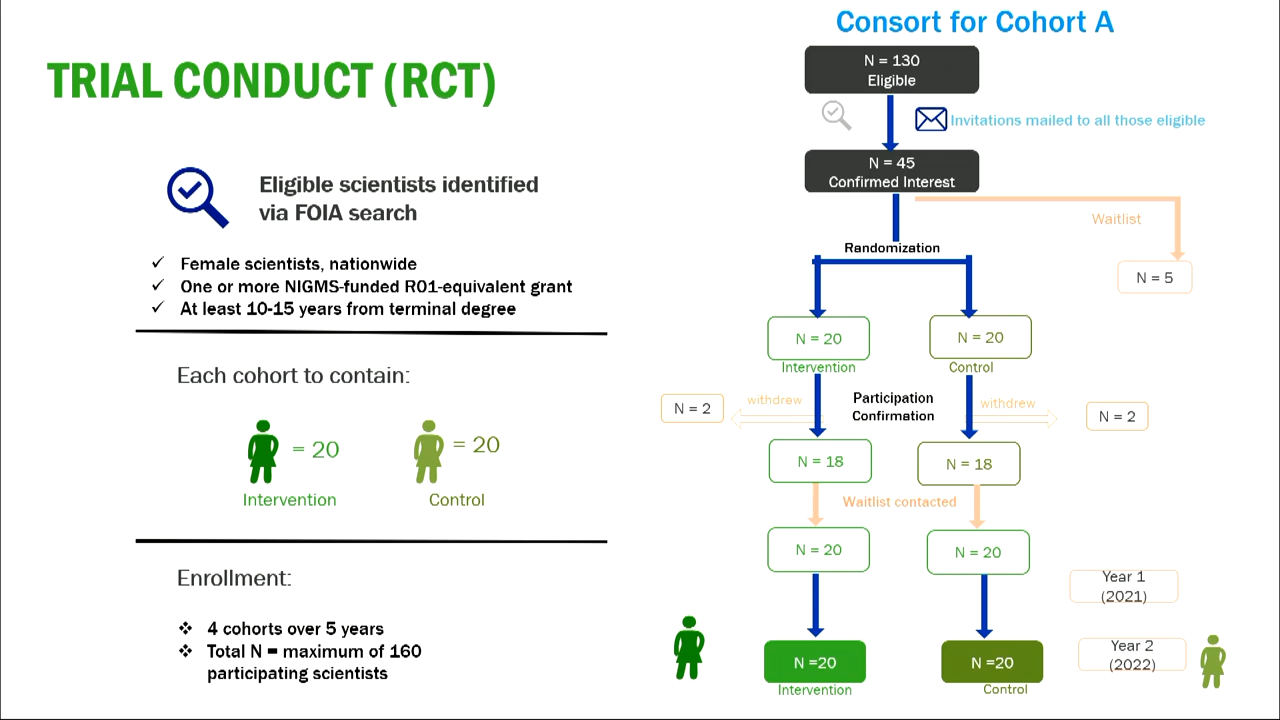 TRIAL CONDUCT (RCT)
Eligible scientists identified
via FOIA search
✓ Female scientists, nationwide
✓ One or more NIGMS-funded R01-equivalent grant
✓ At least 10-15 years from terminal degree
Each cohort to contain:
= 20
= 20
Intervention
Control
Enrollment:
❖ 4 cohorts over 5 years
❖ Total N = maximum of 160
participating scientists
Consort for Cohort A
N = 130
Eligible
Invitations mailed to all those eligible
N = 45
Confirmed Interest
Waitlist
Randomization
N = 5
N = 20
N = 20
Intervention
Control
N = 2
withdrew
Participation
Confirmation
withdrew
N = 2
N = 18
N = 18
Waitlist contacted
N = 20
N = 20
Year 1
(2021)
N =20
N =20
Year 2
(2022)
Intervention
Control